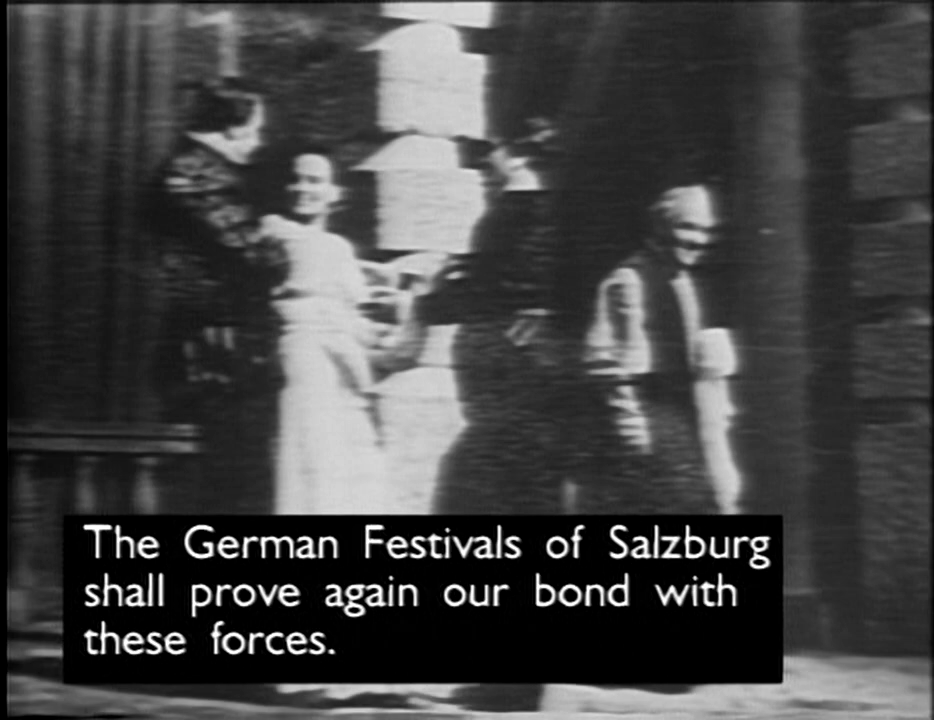 The German Festivals of Salzburg
shall prove again our bond with
these forces.